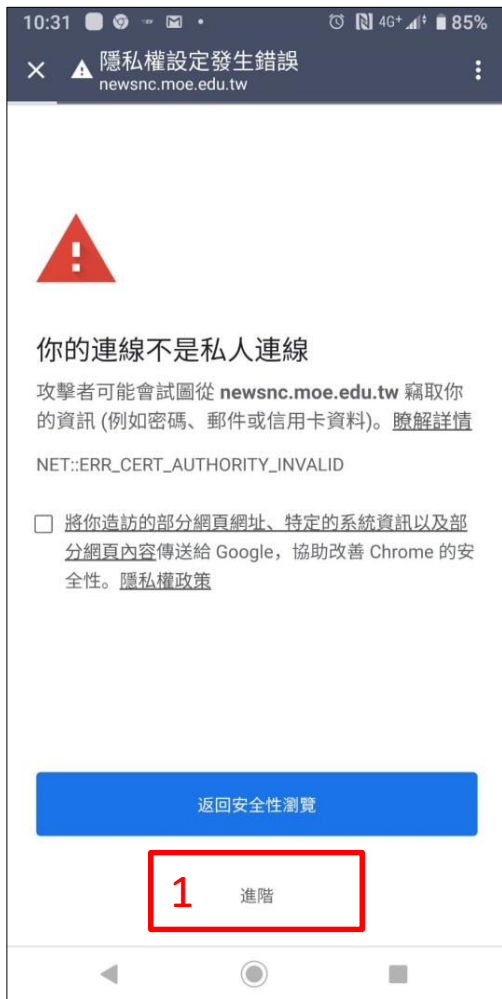 10:31 4G+ 85%
隱私權設定發生錯誤
newsnc.moe.edu.tw
你的連線不是私人連線
攻擊者可能會試圖從 newsnc.moe.edu.tw 竊取你
的資訊 (例如密碼、郵件或信用卡資料)。瞭解詳情
NET::ERR_CERT_AUTHORITY_INVALID
將你造訪的部分網頁網址、特定的系統資訊以及部
分網頁內容傳送給 Google，協助改善 Chrome 的安
全性。隱私權政策
返回安全性瀏覽
1 進階